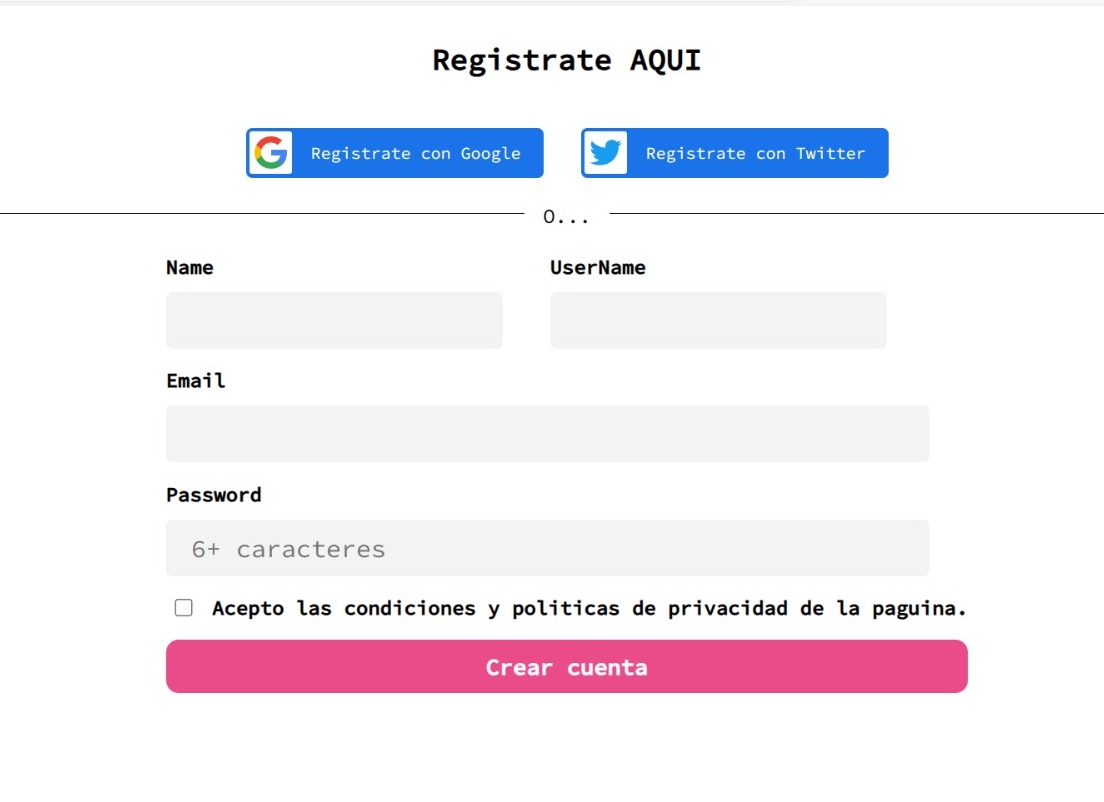 Registrate AQUI
Registrate con Google
Registrate con Twitter
O...
Name
UserName
Email
Password
6+ caracteres
Acepto las condiciones y politicas de privacidad de la paguina.
Crear cuenta